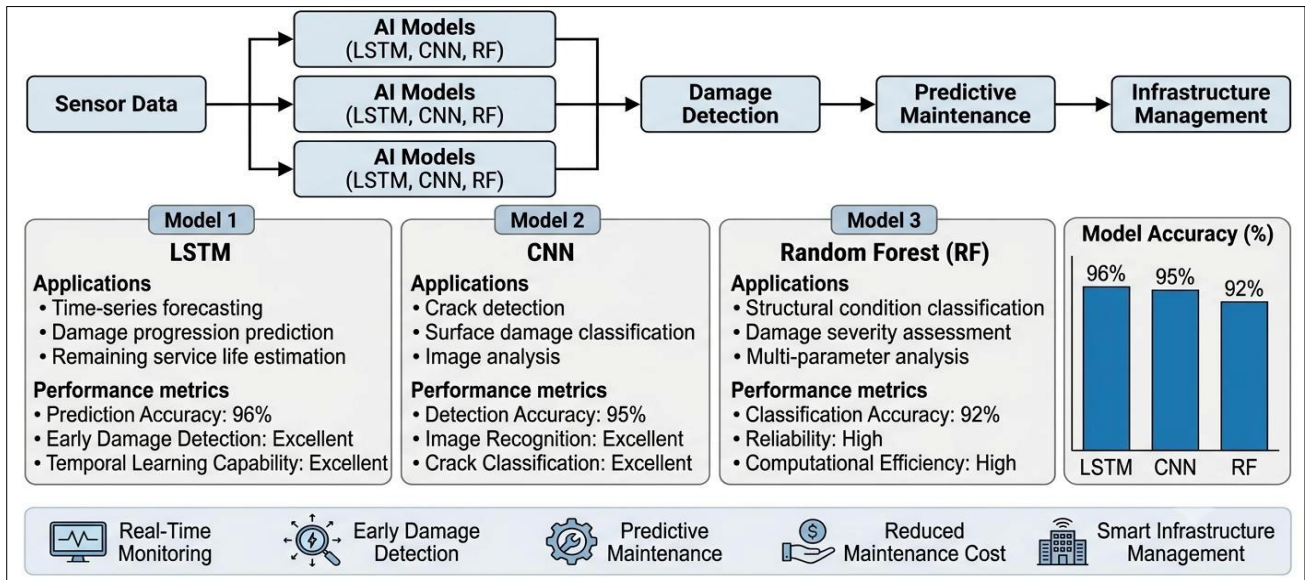 Sensor Data
AI Models
(LSTM, CNN, RF)
AI Models
(LSTM, CNN, RF)
AI Models
(LSTM, CNN, RF)
Damage
Detection
Predictive
Maintenance
Infrastructure
Management
Model 1
LSTM
Applications
• Time-series forecasting
• Damage progression prediction
• Remaining service life estimation
Performance metrics
• Prediction Accuracy: 96%
• Early Damage Detection: Excellent
• Temporal Learning Capability: Excellent
Model 2
CNN
Applications
• Crack detection
• Surface damage classification
• Image analysis
Performance metrics
• Detection Accuracy: 95%
• Image Recognition: Excellent
• Crack Classification: Excellent
Model 3
Random Forest (RF)
Applications
• Structural condition classification
• Damage severity assessment
• Multi-parameter analysis
Performance metrics
• Classification Accuracy: 92%
• Reliability: High
• Computational Efficiency: High
Model Accuracy (%)
96%
95%
92%
LSTM
CNN
RF
Real-Time
Monitoring
Early Damage
Detection
Predictive
Maintenance
$
Reduced
Maintenance Cost
Smart Infrastructure
Management